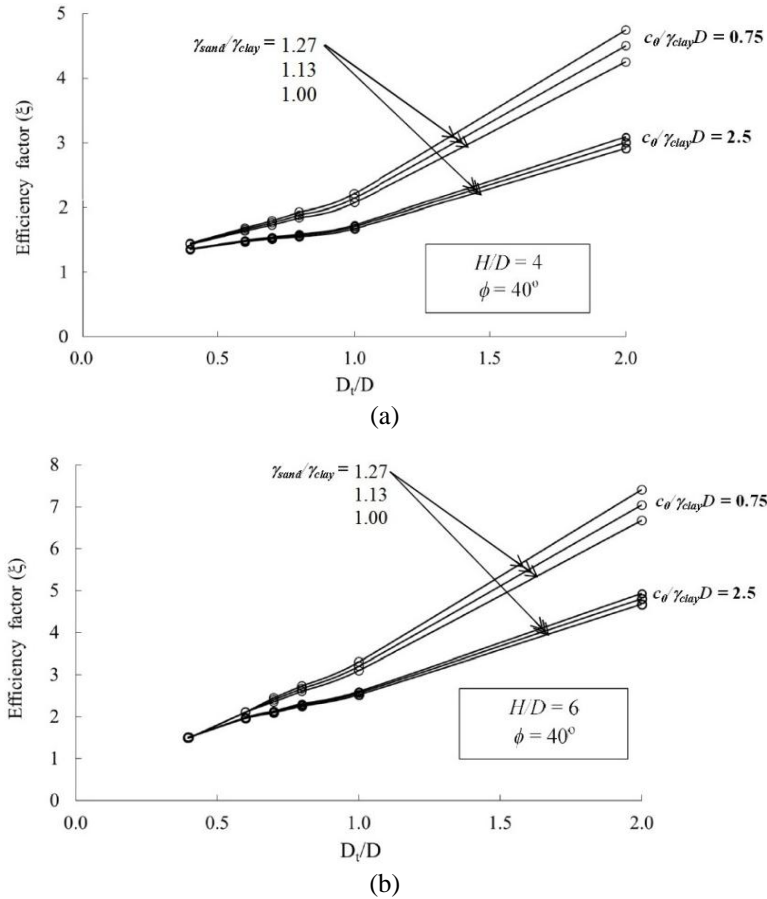 5
γsand/γclay = 1.27
c0/γclayD = 0.75
1.13
4
1.00
Efficiency factor (ξ)
3
c0/γclayD = 2.5
2
1
H/D = 4
ϕ = 40º
0
0.0 0.5 1.0 1.5 2.0
Dt/D
(a)
8
γsand/γclay = 1.27
7
1.13
c0/γclayD = 0.75
1.00
6
Efficiency factor (ξ)
5
c0/γclayD = 2.5
4
3
2
H/D = 6
ϕ = 40º
1
0
0.0 0.5 1.0 1.5 2.0
Dt/D
(b)